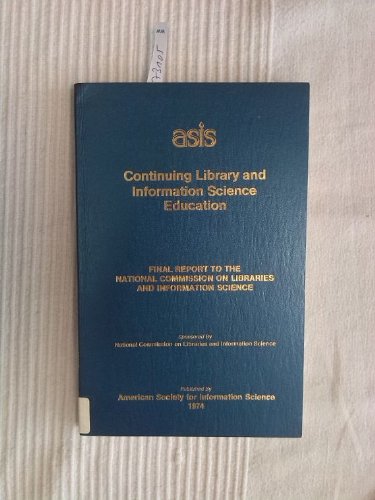 asis
Continuing Library and
Information Science
Education
FINAL REPORT TO THE
NATIONAL COMMISSION ON LIBRARIES
AND INFORMATION SCIENCE
Sponsored by
National Commission on Libraries and Information Science
Published by
American Society for Information Science
1974